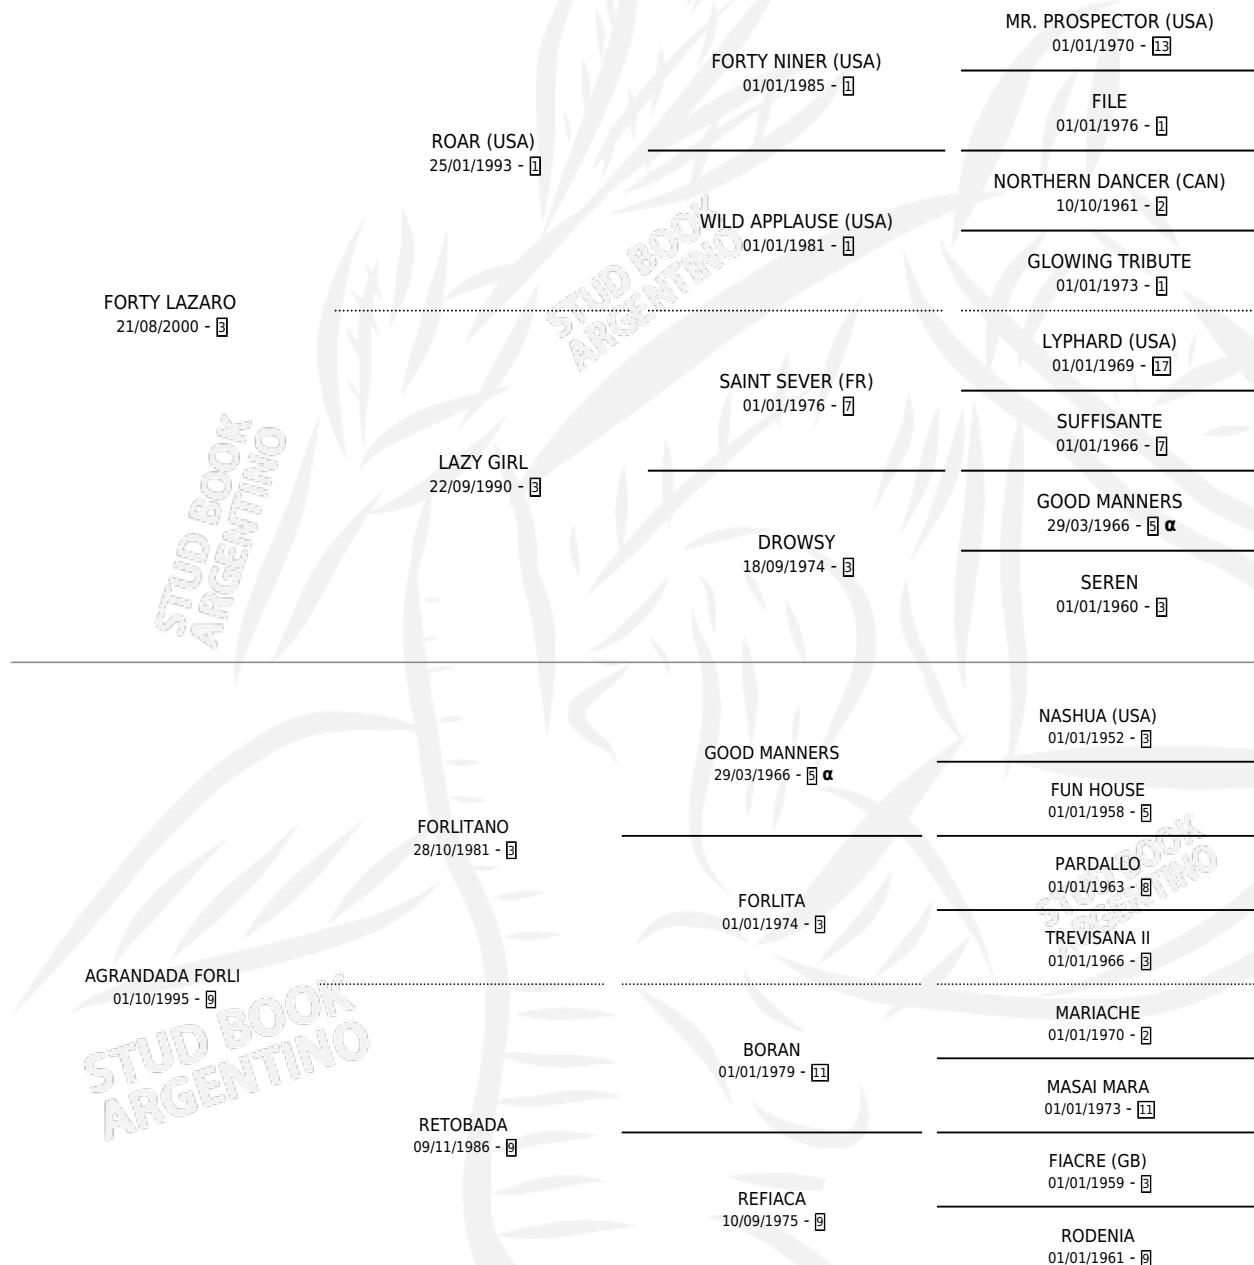 MR. PROSPECTOR (USA)
01/01/1970 - 13
FORTY NINER (USA)
01/01/1985 - 1
FILE
01/01/1976 - 1
ROAR (USA)
25/01/1993 - 1
NORTHERN DANCER (CAN)
10/10/1961 - 2
WILD APPLAUSE (USA)
01/01/1981 - 1
GLOWING TRIBUTE
01/01/1973 - 1
FORTY LAZARO
21/08/2000 - 3
LYPHARD (USA)
01/01/1969 - 17
SAINT SEVER (FR)
01/01/1976 - 7
SUFFISANTE
01/01/1966 - 7
LAZY GIRL
22/09/1990 - 3
GOOD MANNERS
29/03/1966 - 5 α
DROWSY
18/09/1974 - 3
SEREN
01/01/1960 - 3
NASHUA (USA)
01/01/1952 - 3
GOOD MANNERS
29/03/1966 - 5 α
FUN HOUSE
01/01/1958 - 5
FORLITANO
28/10/1981 - 3
PARDALLO
01/01/1963 - 8
FORLITA
01/01/1974 - 3
TREVISANA II
01/01/1966 - 3
AGRANDADA FORLI
01/10/1995 - 9
MARIACHE
01/01/1970 - 2
BORAN
01/01/1979 - 11
MASAI MARA
01/01/1973 - 11
RETOBADA
09/11/1986 - 9
FIACRE (GB)
01/01/1959 - 3
REFIACA
10/09/1975 - 9
RODENIA
01/01/1961 - 9
STUD BOOK
ARGENTINO
STUD BOOK
ARGENTINO
STUD BOOK
ARGENTINO
STUD BOOK
ARGENTINO